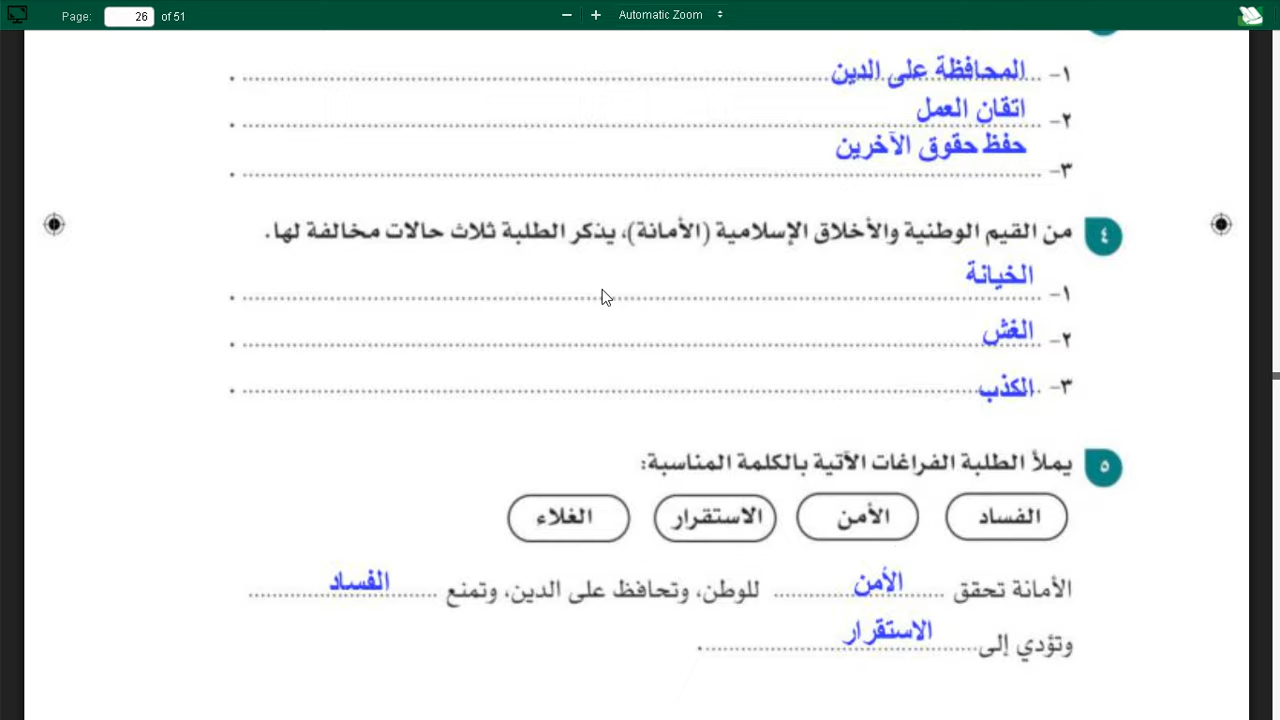 Page: 26 of 51 Automatic Zoom
١- المحافظة على الدين
٢- اتقان العمل
٣- حفظ حقوق الآخرين
٤ من القيم الوطنية والأخلاق الإسلامية (الأمانة)، يذكر الطلبة ثلاث حالات مخالفة لها.
١- الخيانة
٢- الغش
٣- الكذب
٥ يملأ الطلبة الفراغات الآتية بالكلمة المناسبة:
الفساد الأمن الاستقرار الغلاء
الأمانة تحقق الأمن للوطن، وتحافظ على الدين، وتمنع الفساد
وتؤدي إلى الاستقرار.